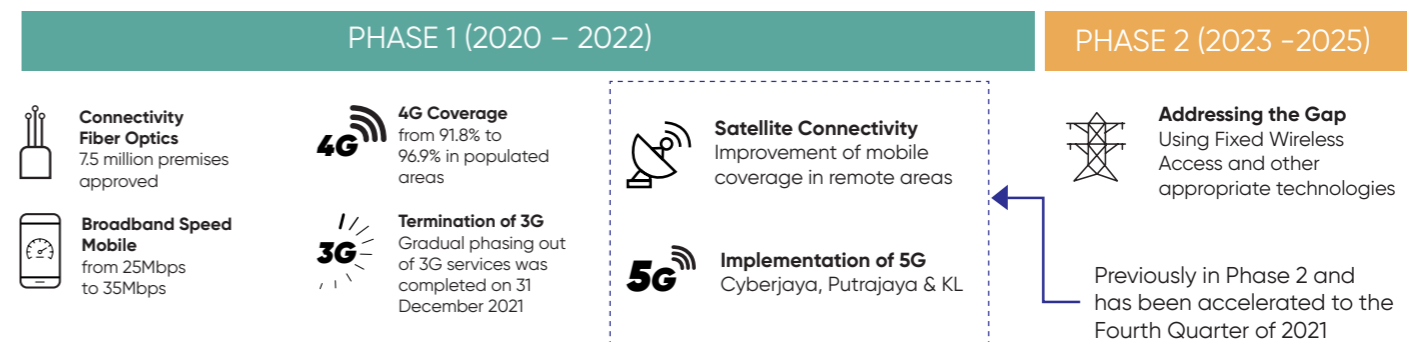 PHASE 1 (2020 – 2022)
PHASE 2 (2023 -2025)
Connectivity
Fiber Optics
7.5 million premises
approved
Broadband Speed
Mobile
from 25Mbps
to 35Mbps
4G
4G Coverage
from 91.8% to
96.9% in populated
areas
3G
Termination of 3G
Gradual phasing out
of 3G services was
completed on 31
December 2021
Satellite Connectivity
Improvement of mobile
coverage in remote areas
5G
Implementation of 5G
Cyberjaya, Putrajaya & KL
Addressing the Gap
Using Fixed Wireless
Access and other
appropriate technologies
Previously in Phase 2 and
has been accelerated to the
Fourth Quarter of 2021